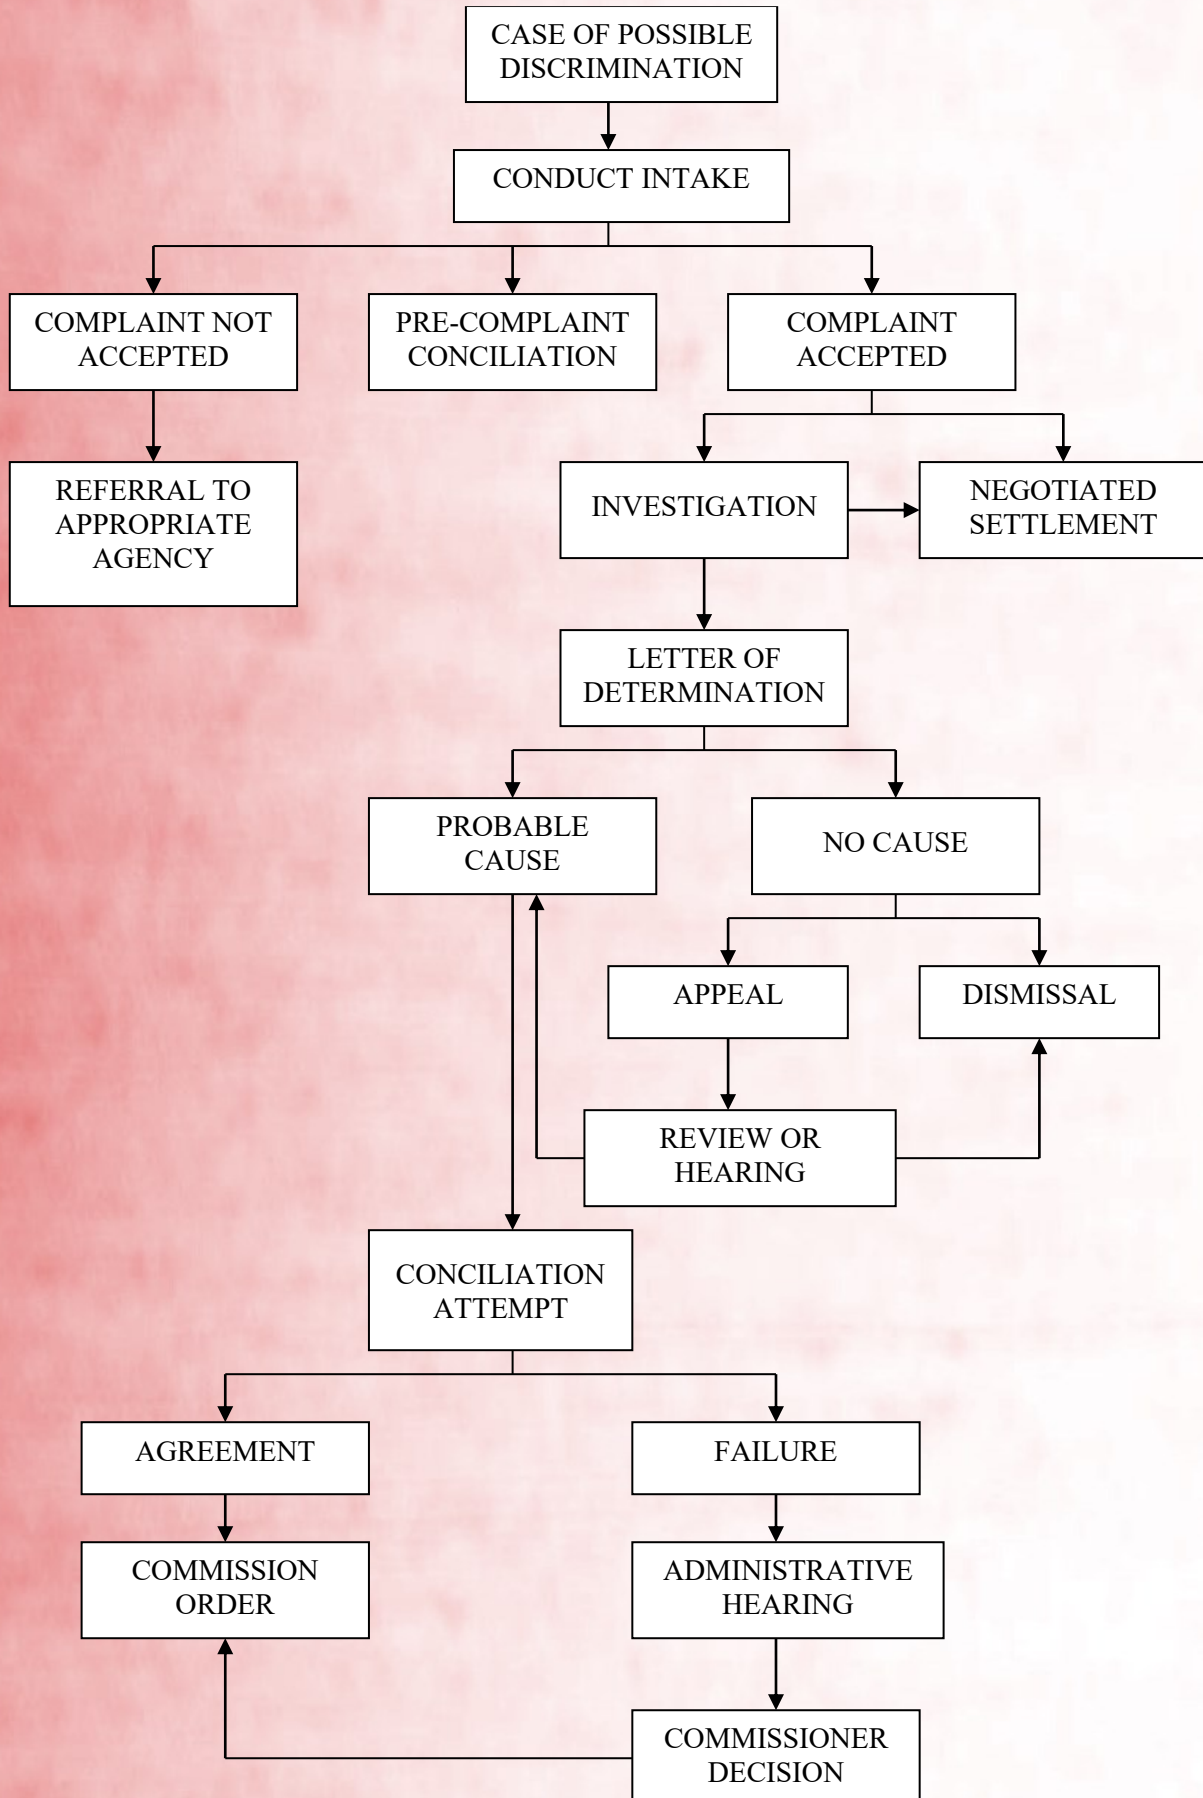 CASE OF POSSIBLE
DISCRIMINATION
CONDUCT INTAKE
COMPLAINT NOT
ACCEPTED
PRE-COMPLAINT
CONCILIATION
COMPLAINT
ACCEPTED
REFERRAL TO
APPROPRIATE
AGENCY
INVESTIGATION
NEGOTIATED
SETTLEMENT
LETTER OF
DETERMINATION
PROBABLE
CAUSE
NO CAUSE
APPEAL
DISMISSAL
REVIEW OR
HEARING
CONCILIATION
ATTEMPT
AGREEMENT
FAILURE
COMMISSION
ORDER
ADMINISTRATIVE
HEARING
COMMISSIONER
DECISION